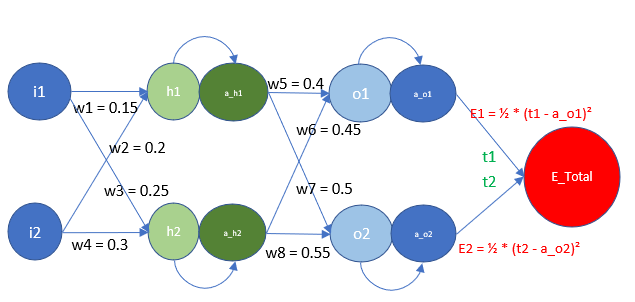 i1
h1
a_h1
w5 = 0.4
o1
a_o1
w1 = 0.15
E1 = ½ * (t1 - a_o1)²
w6 = 0.45
w2 = 0.2
t1
E_Total
t2
w3 = 0.25
w7 = 0.5
i2
h2
a_h2
o2
a_o2
w4 = 0.3
w8 = 0.55
E2 = ½ * (t2 - a_o2)²